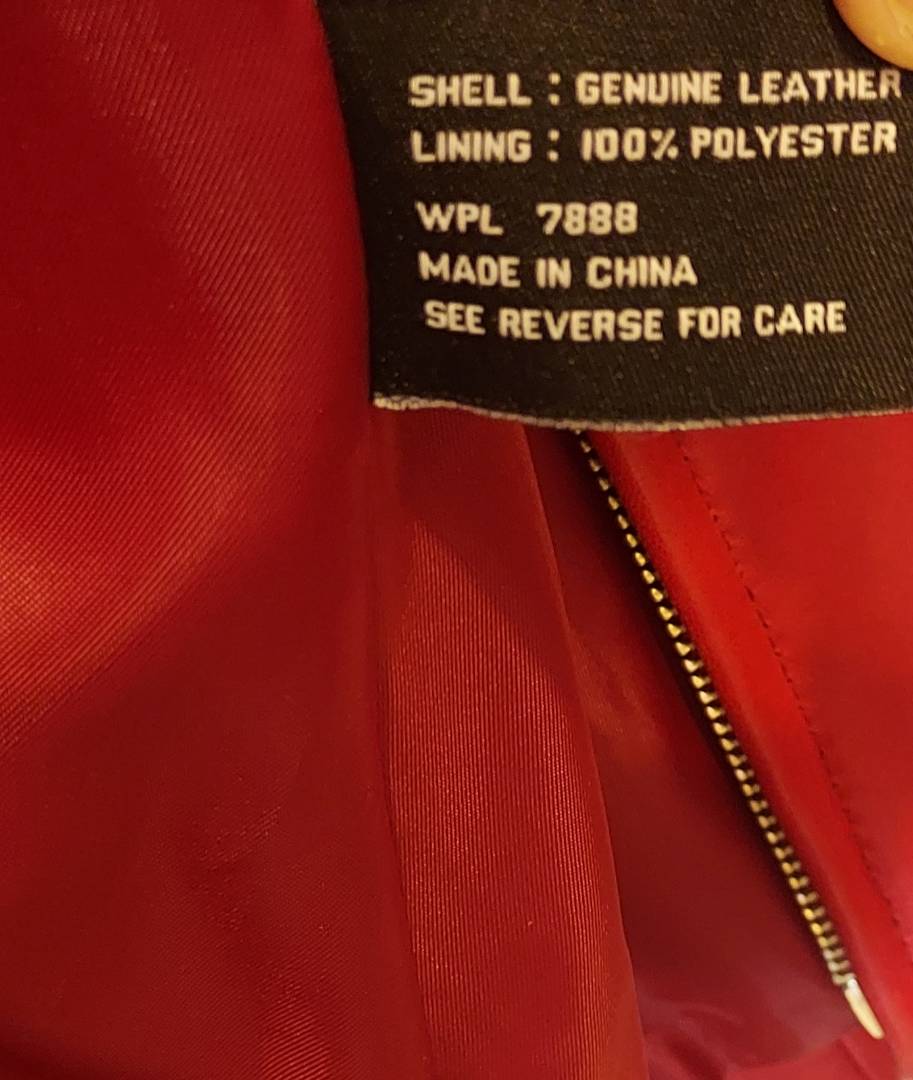 SHELL : GENUINE LEATHER
LINING : 100% POLYESTER
WPL 7888
MADE IN CHINA
SEE REVERSE FOR CARE